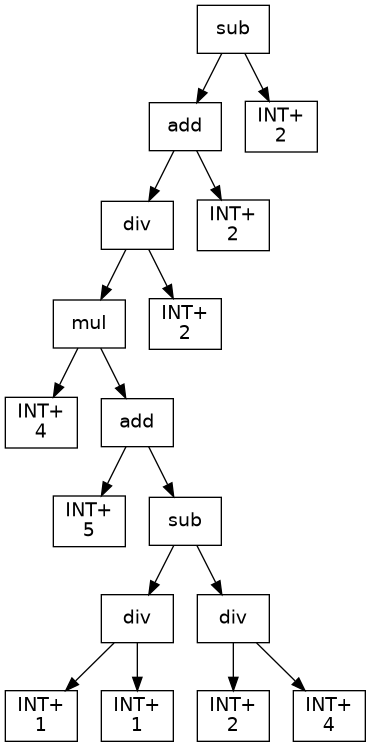 sub
add
INT+
2
div
INT+
2
mul
INT+
2
INT+
4
add
INT+
5
sub
div
div
INT+
1
INT+
1
INT+
2
INT+
4